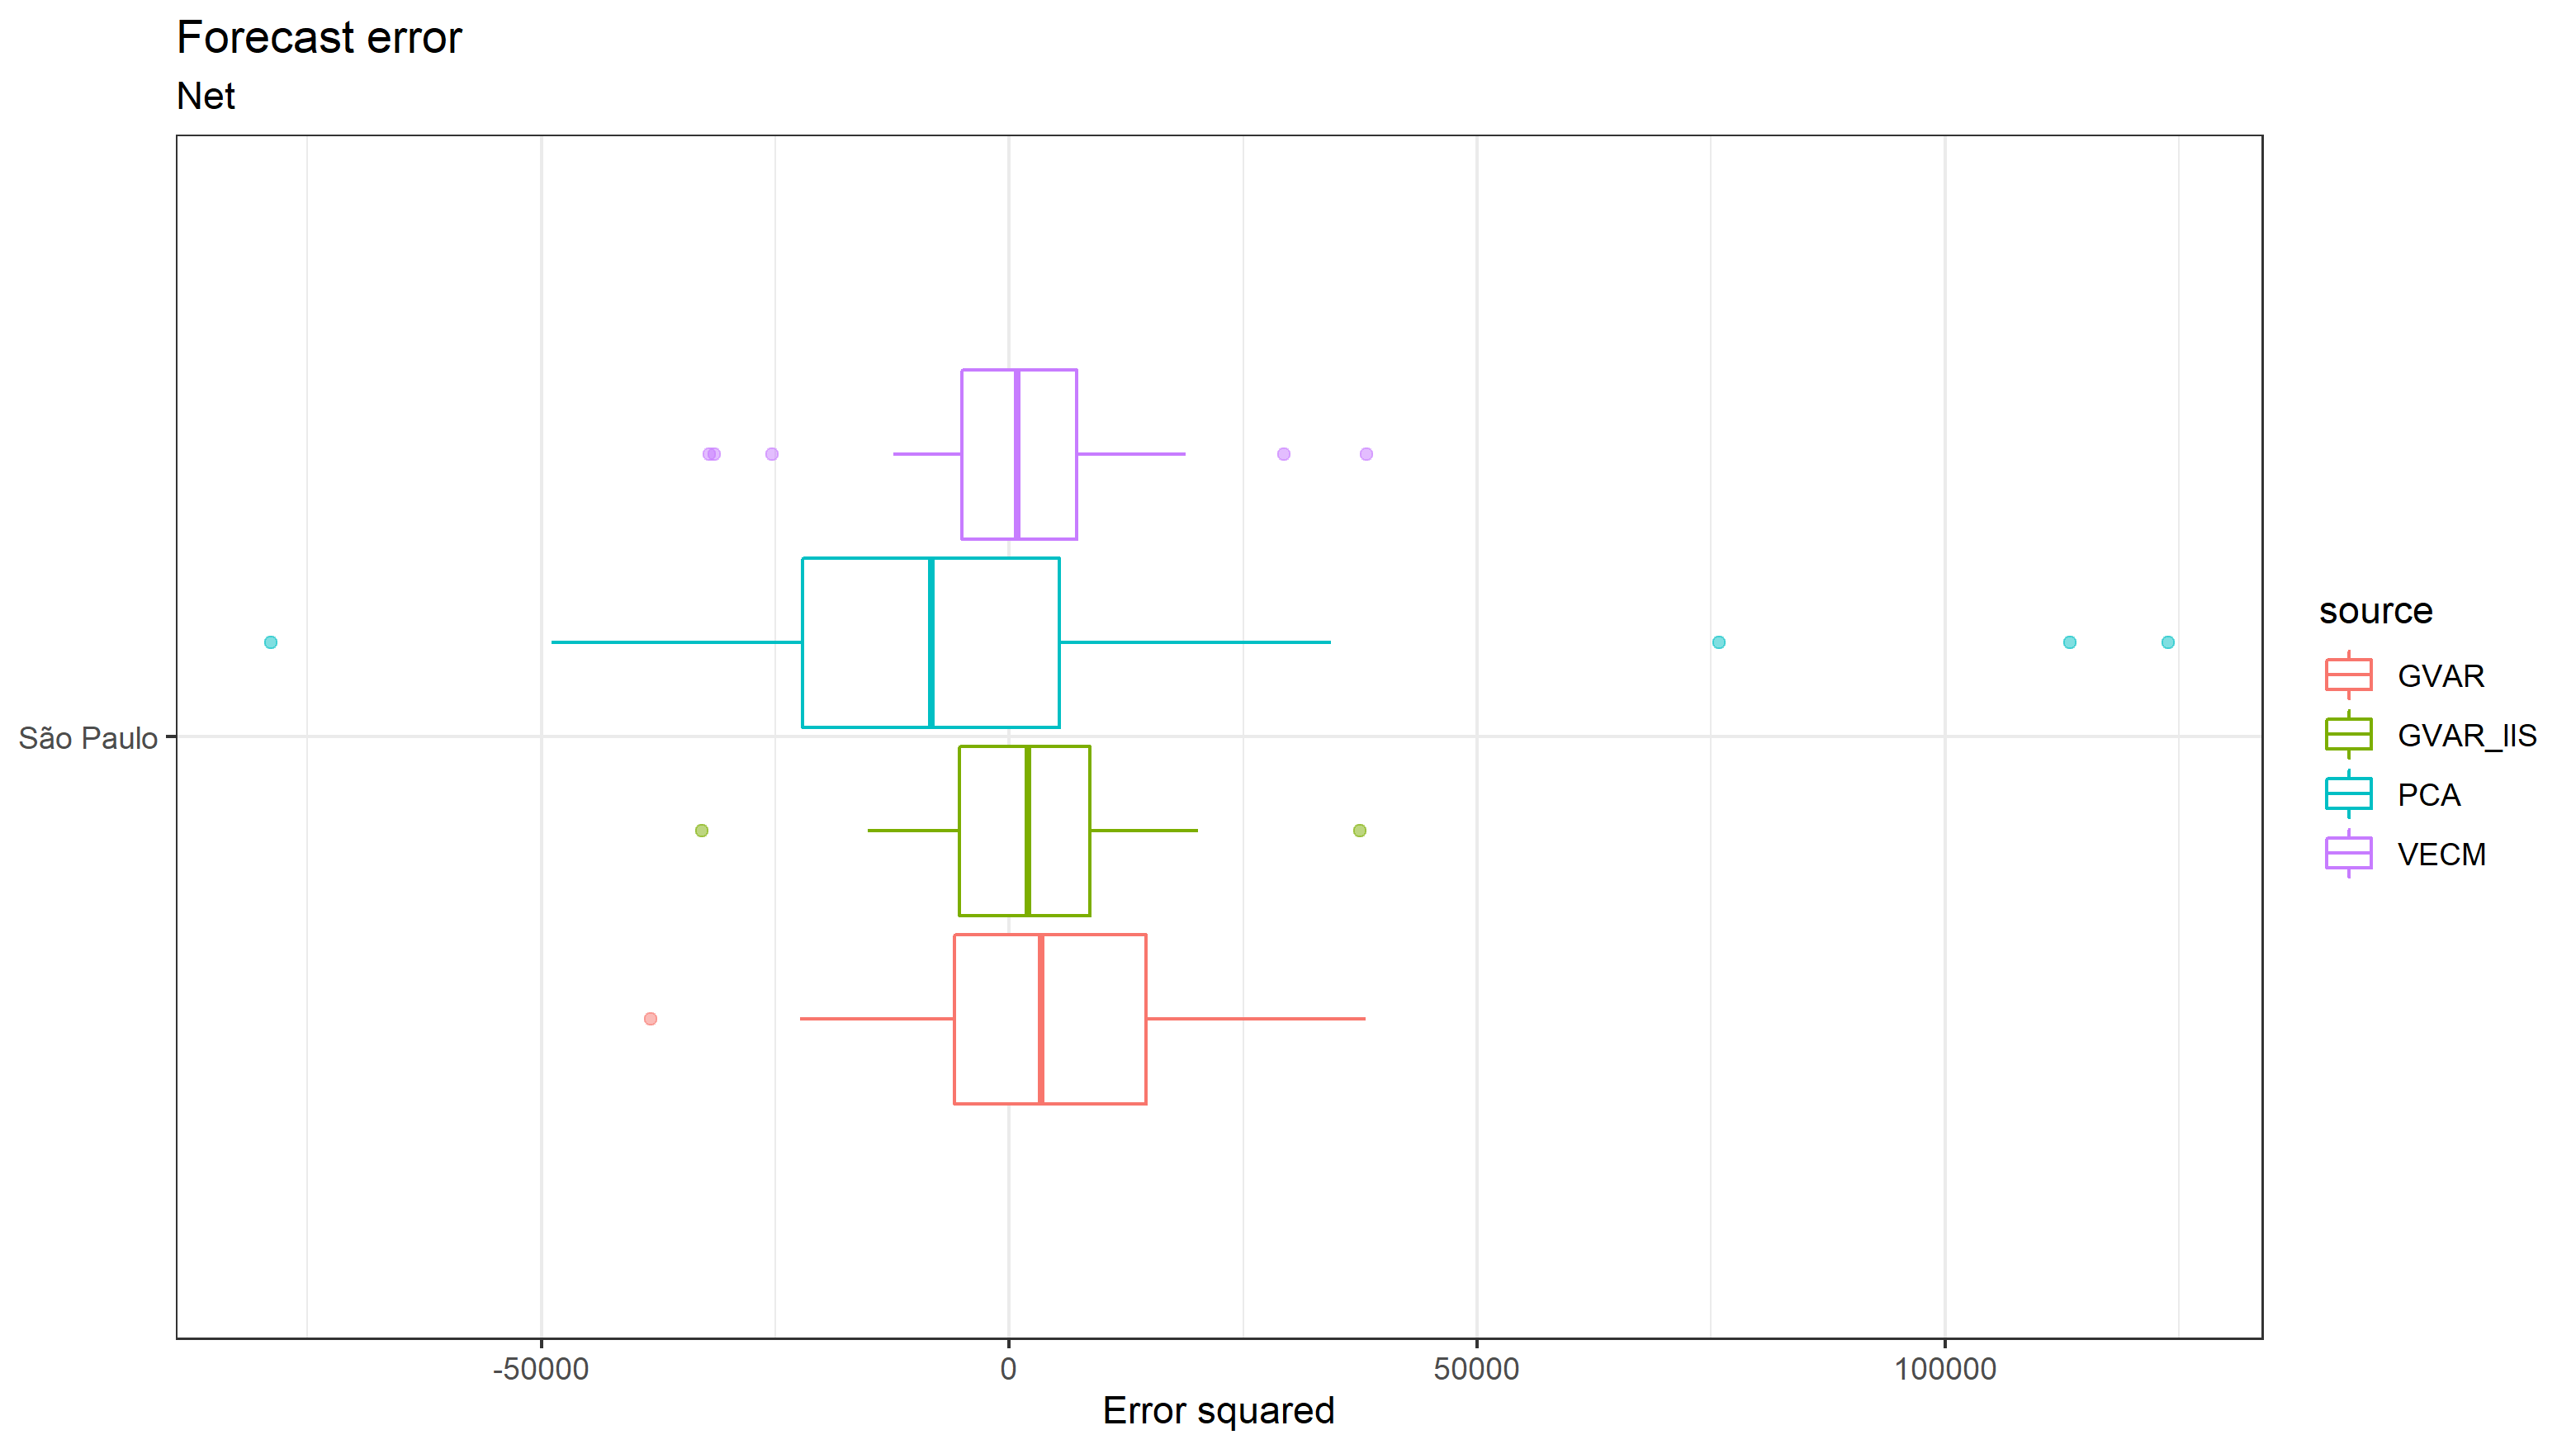 Forecast error
Net
São Paulo
-50000
0
50000
100000
Error squared
source
GVAR
GVAR_IIS
PCA
VECM